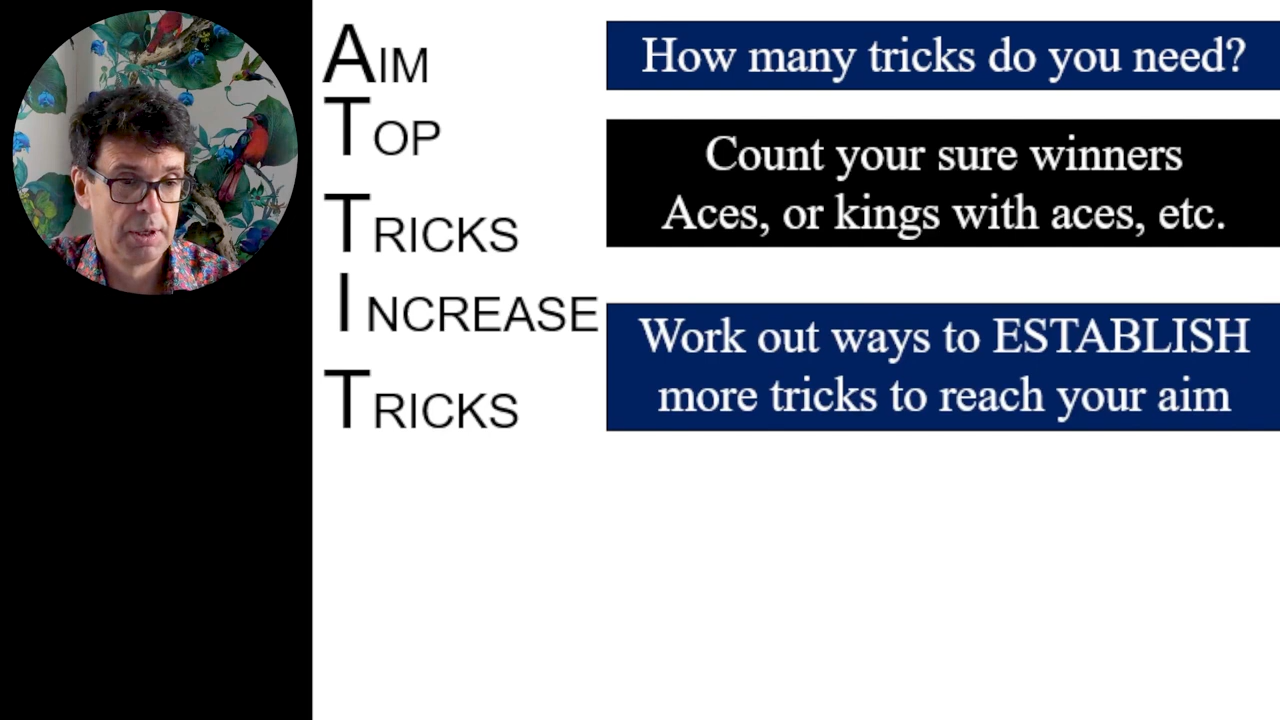 AIM
How many tricks do you need?
TOP
Count your sure winners
TRICKS
Aces, or kings with aces, etc.
INCREASE
Work out ways to ESTABLISH
TRICKS
more tricks to reach your aim